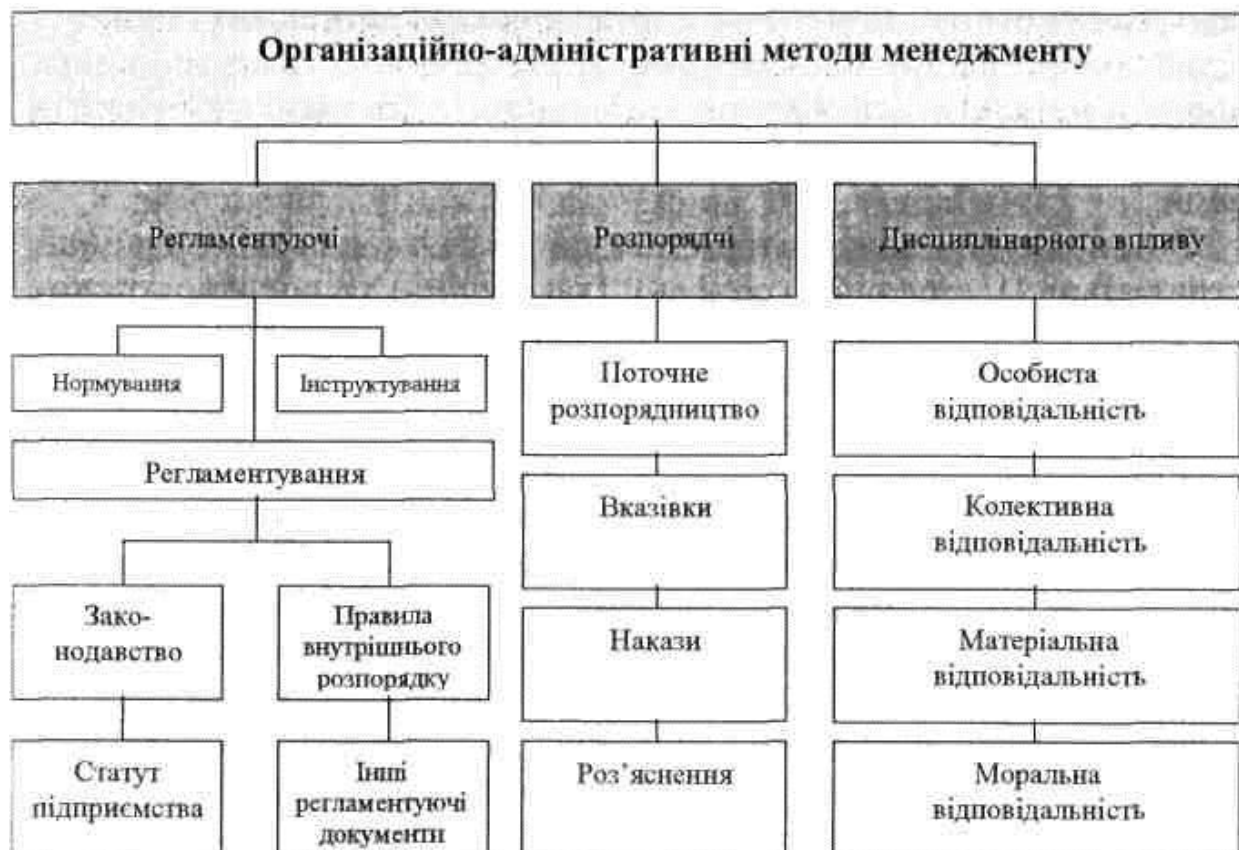 Організаційно-адміністративні методи менеджменту
Регламентуючі
Розпорядчі
Дисциплінарного впливу
Нормування
Інструктування
Регламентування
Зако-
нодавство
Правила
внутрішнього
розпорядку
Статут
підприємства
Інші
регламентуючі
документи
Поточне
розпорядництво
Вказівки
Накази
Роз’яснення
Особиста
відповідальність
Колективна
відповідальність
Матеріальна
відповідальність
Моральна
відповідальність